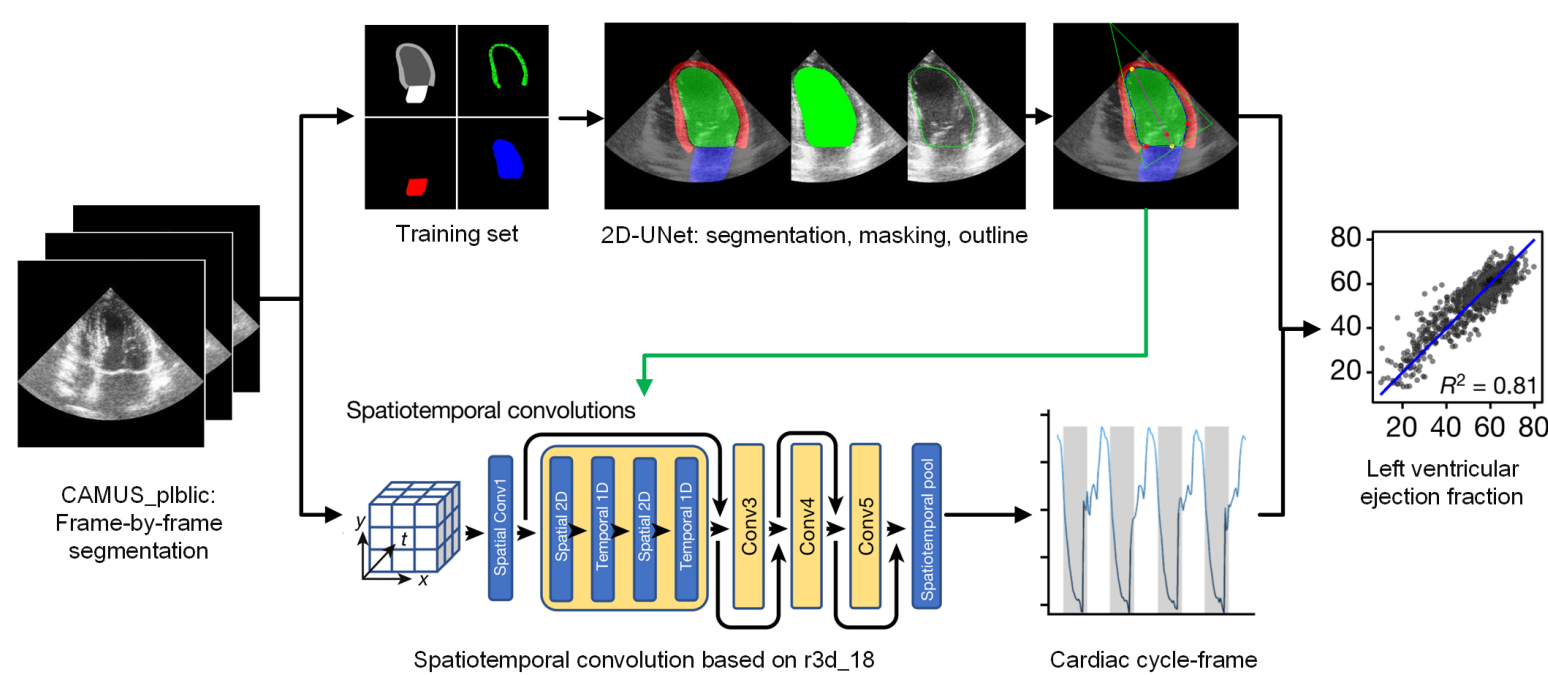 Training set
2D-UNet: segmentation, masking, outline
CAMUS_plblic:
Frame-by-frame
segmentation
Spatiotemporal convolutions
y
t
x
Spatial Conv1
Spatial 2D
Temporal 1D
Spatial 2D
Temporal 1D
Conv3
Conv4
Conv5
Spatiotemporal pool
Spatiotemporal convolution based on r3d_18
Cardiac cycle-frame
80
60
40
20
R² = 0.81
20 40 60 80
Left ventricular
ejection fraction